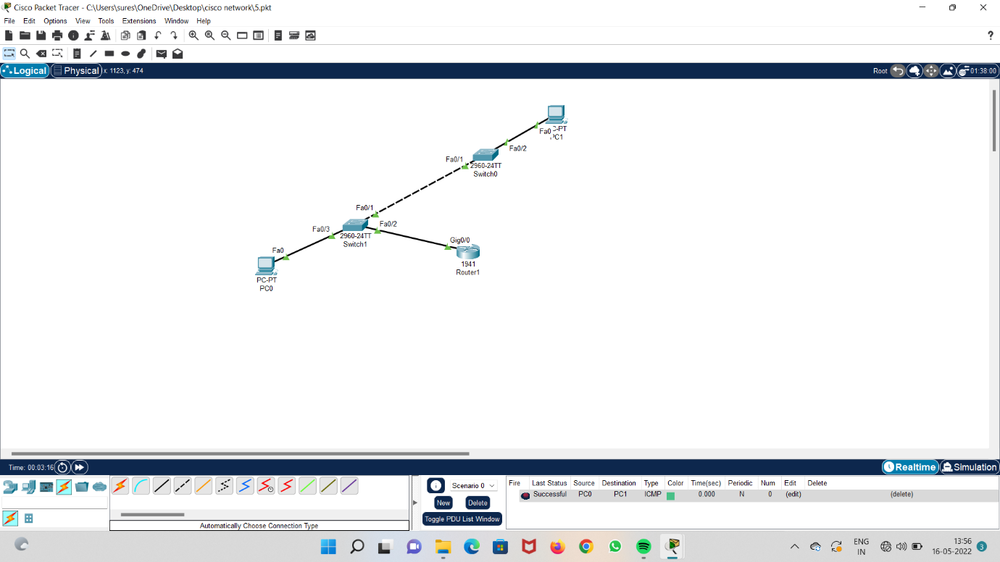 Cisco Packet Tracer - C:\Users\sures\OneDrive\Desktop\cisco network\5.pkt
File Edit Options View Tools Extensions Window Help
?
Logical Physical x: 1123, y: 474 Root 01:38:00
Fa0 C-PT
PC1
Fa0/2
Fa0/1
2960-24TT
Switch0
Fa0/1
Fa0/2
Fa0/3
2960-24TT
Switch1
Gig0/0
1941
Router1
Fa0
PC-PT
PC0
Time: 00:03:16 Realtime Simulation
Scenario 0
New Delete
Toggle PDU List Window
Fire Last Status Source Destination Type Color Time(sec) Periodic Num Edit Delete
Successful PC0 PC1 ICMP 0.000 N 0 (edit) (delete)
Automatically Choose Connection Type
ENG
IN
13:56
16-05-2022
3